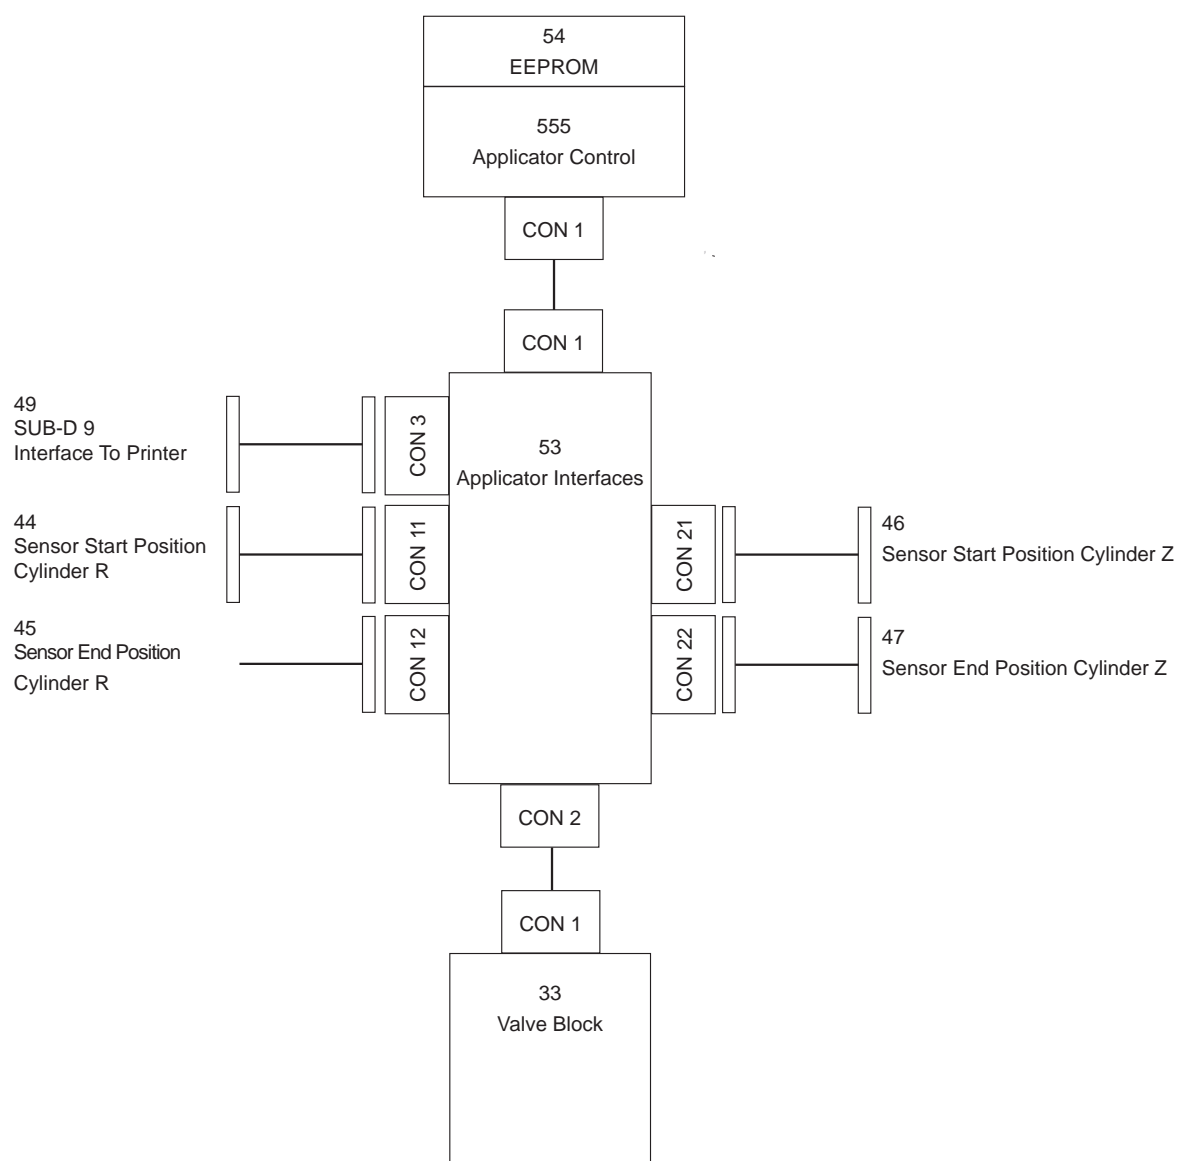 54
EEPROM
555
Applicator Control
CON 1
CON 1
49
SUB-D 9
Interface To Printer
CON 3
53
Applicator Interfaces
44
Sensor Start Position
Cylinder R
CON 11
CON 21
46
Sensor Start Position Cylinder Z
45
Sensor End Position
Cylinder R
CON 12
CON 22
47
Sensor End Position Cylinder Z
CON 2
CON 1
33
Valve Block